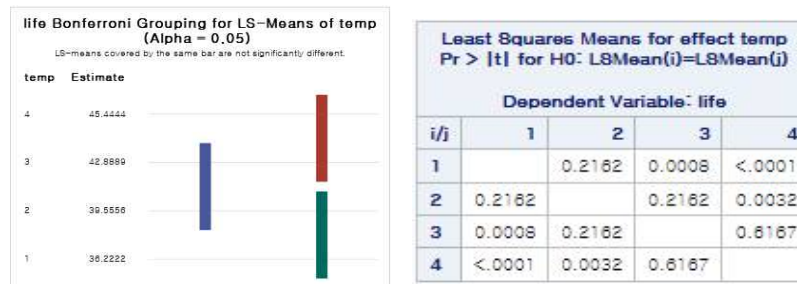 life Bonferroni Grouping for LS-Means of temp
(Alpha = 0.05)
LS-means covered by the same bar are not significantly different.
temp Estimate
4 45.4444
3 42.8889
2 39.5556
1 36.2222
Least Squares Means for effect temp
Pr > |t| for H0: LSMean(i)=LSMean(j)
Dependent Variable: life
i/j 1 2 3 4
1 0.2162 0.0008 <.0001
2 0.2162 0.2162 0.0032
3 0.0008 0.2162 0.6167
4 <.0001 0.0032 0.6167